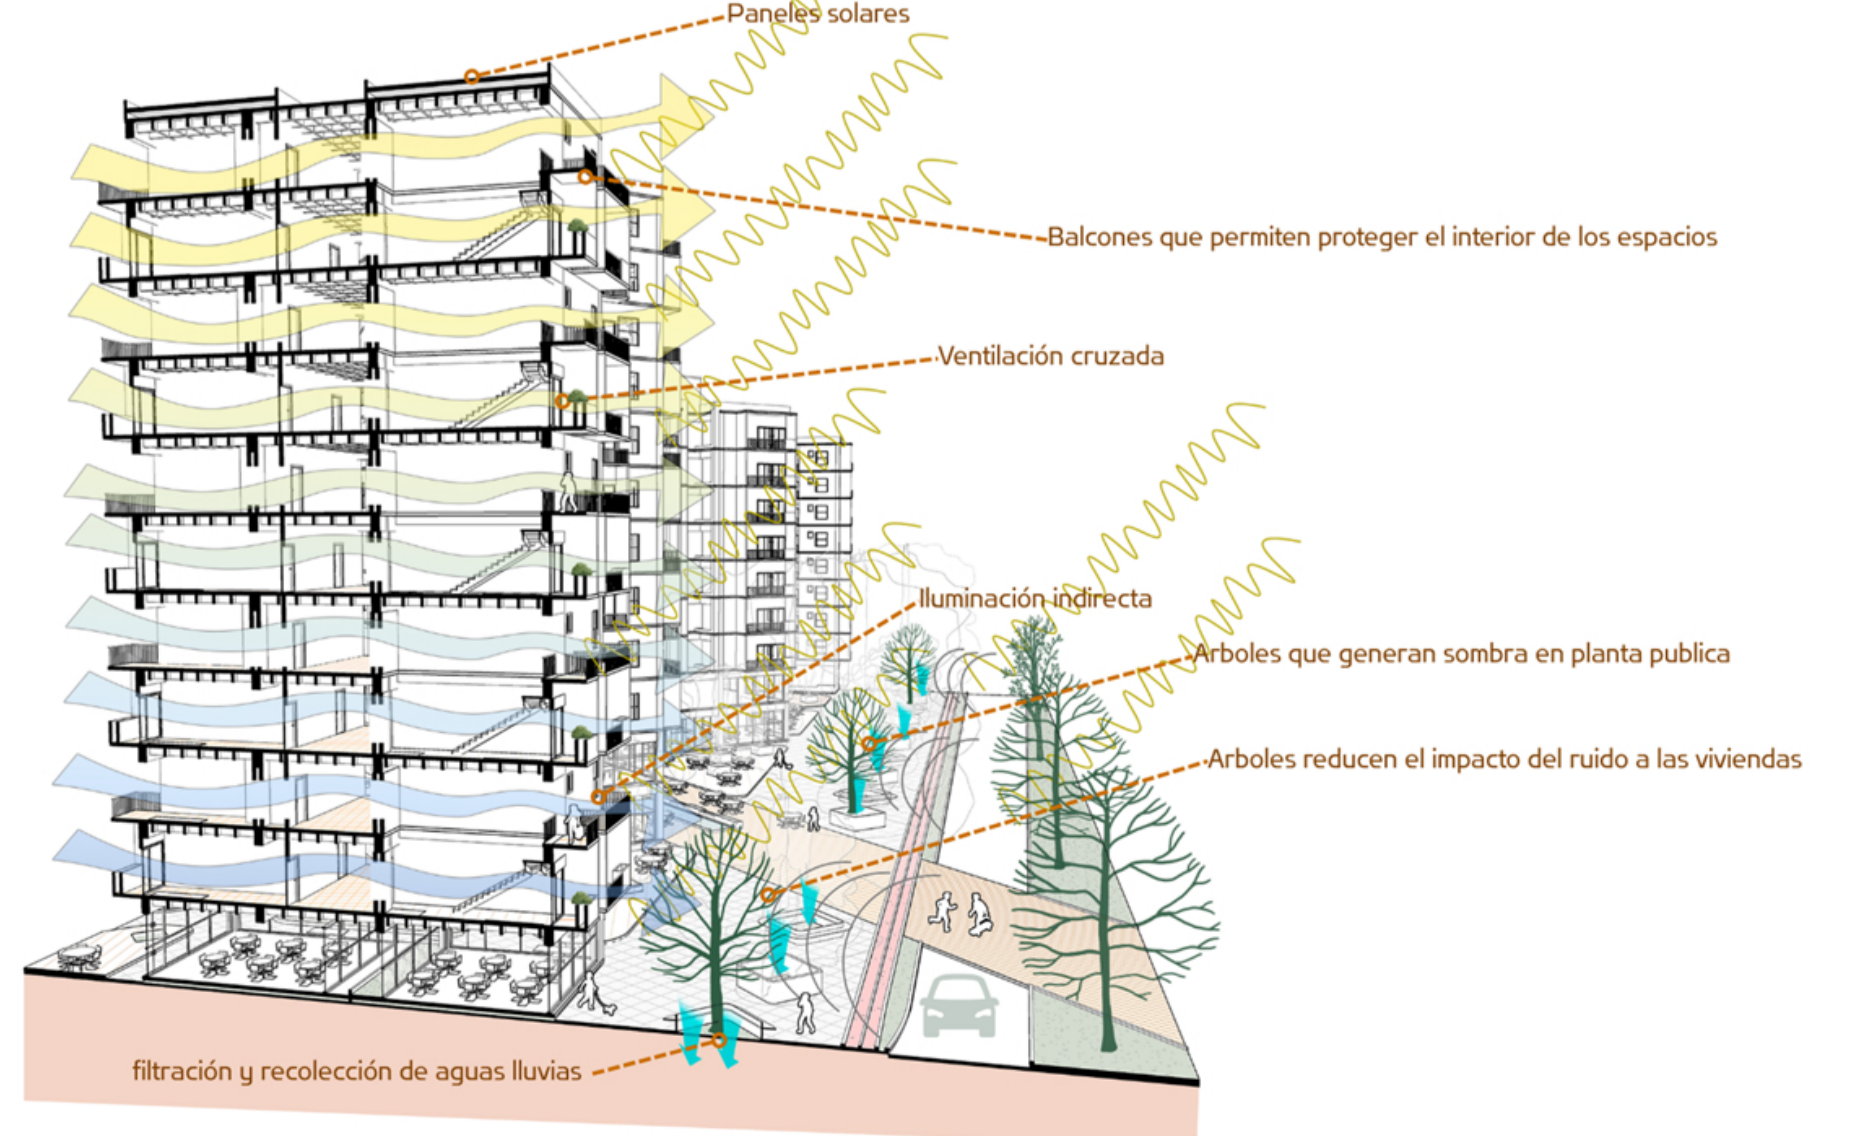 Paneles solares
Balcones que permiten proteger el interior de los espacios
Ventilación cruzada
Iluminación indirecta
Arboles que generan sombra en planta publica
Arboles reducen el impacto del ruido a las viviendas
filtración y recolección de aguas lluvias